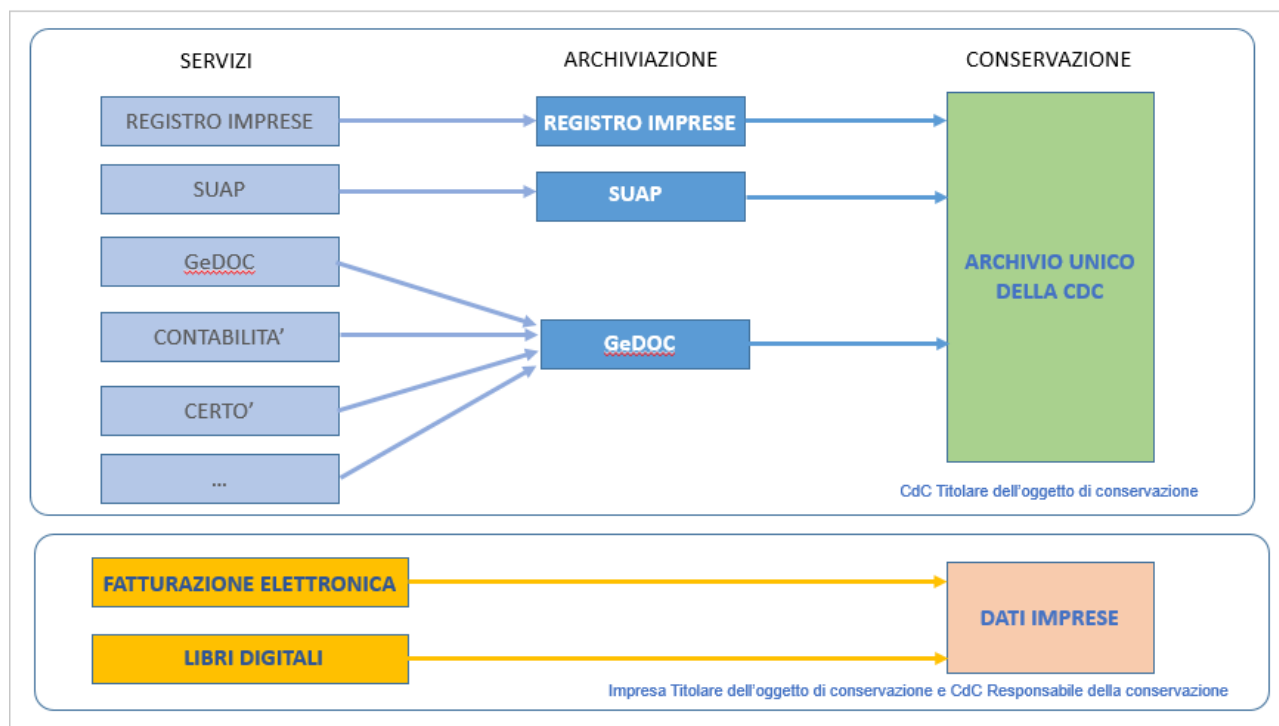 SERVIZI
ARCHIVIAZIONE
CONSERVAZIONE
REGISTRO IMPRESE
REGISTRO IMPRESE
SUAP
SUAP
GeDOC
ARCHIVIO UNICO
DELLA CDC
CONTABILITA’
GeDOC
CERTO’
...
CdC Titolare dell’oggetto di conservazione
FATTURAZIONE ELETTRONICA
DATI IMPRESE
LIBRI DIGITALI
Impresa Titolare dell’oggetto di conservazione e CdC Responsabile della conservazione